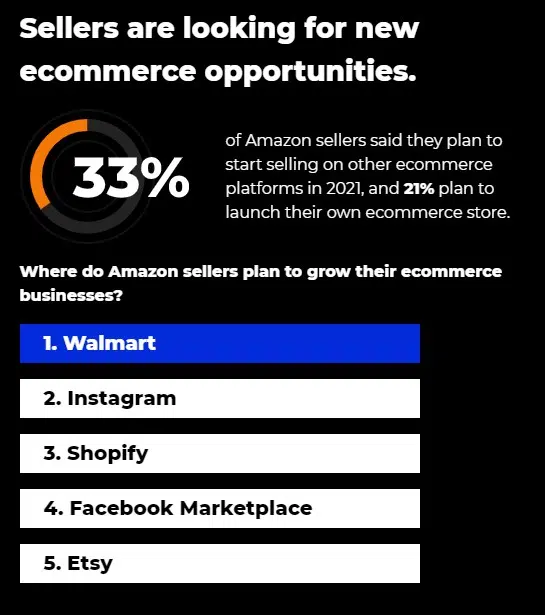 Sellers are looking for new
ecommerce opportunities.
33%
of Amazon sellers said they plan to
start selling on other ecommerce
platforms in 2021, and 21% plan to
launch their own ecommerce store.
Where do Amazon sellers plan to grow their ecommerce
businesses?
1. Walmart
2. Instagram
3. Shopify
4. Facebook Marketplace
5. Etsy